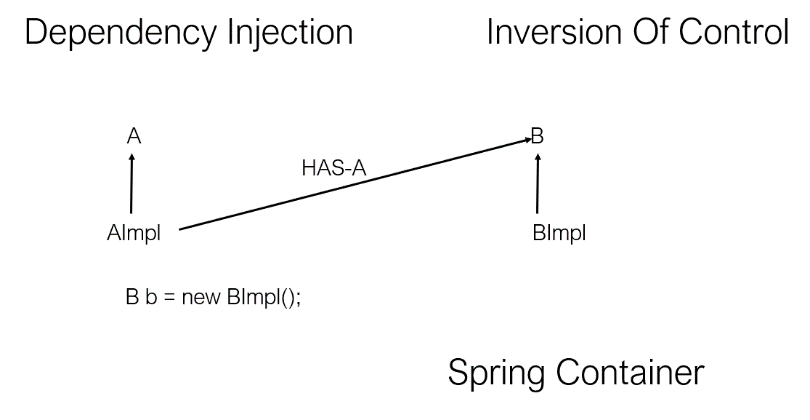 Dependency Injection
Inversion Of Control
A
B
HAS-A
AImpl
BImpl
B b = new BImpl();
Spring Container